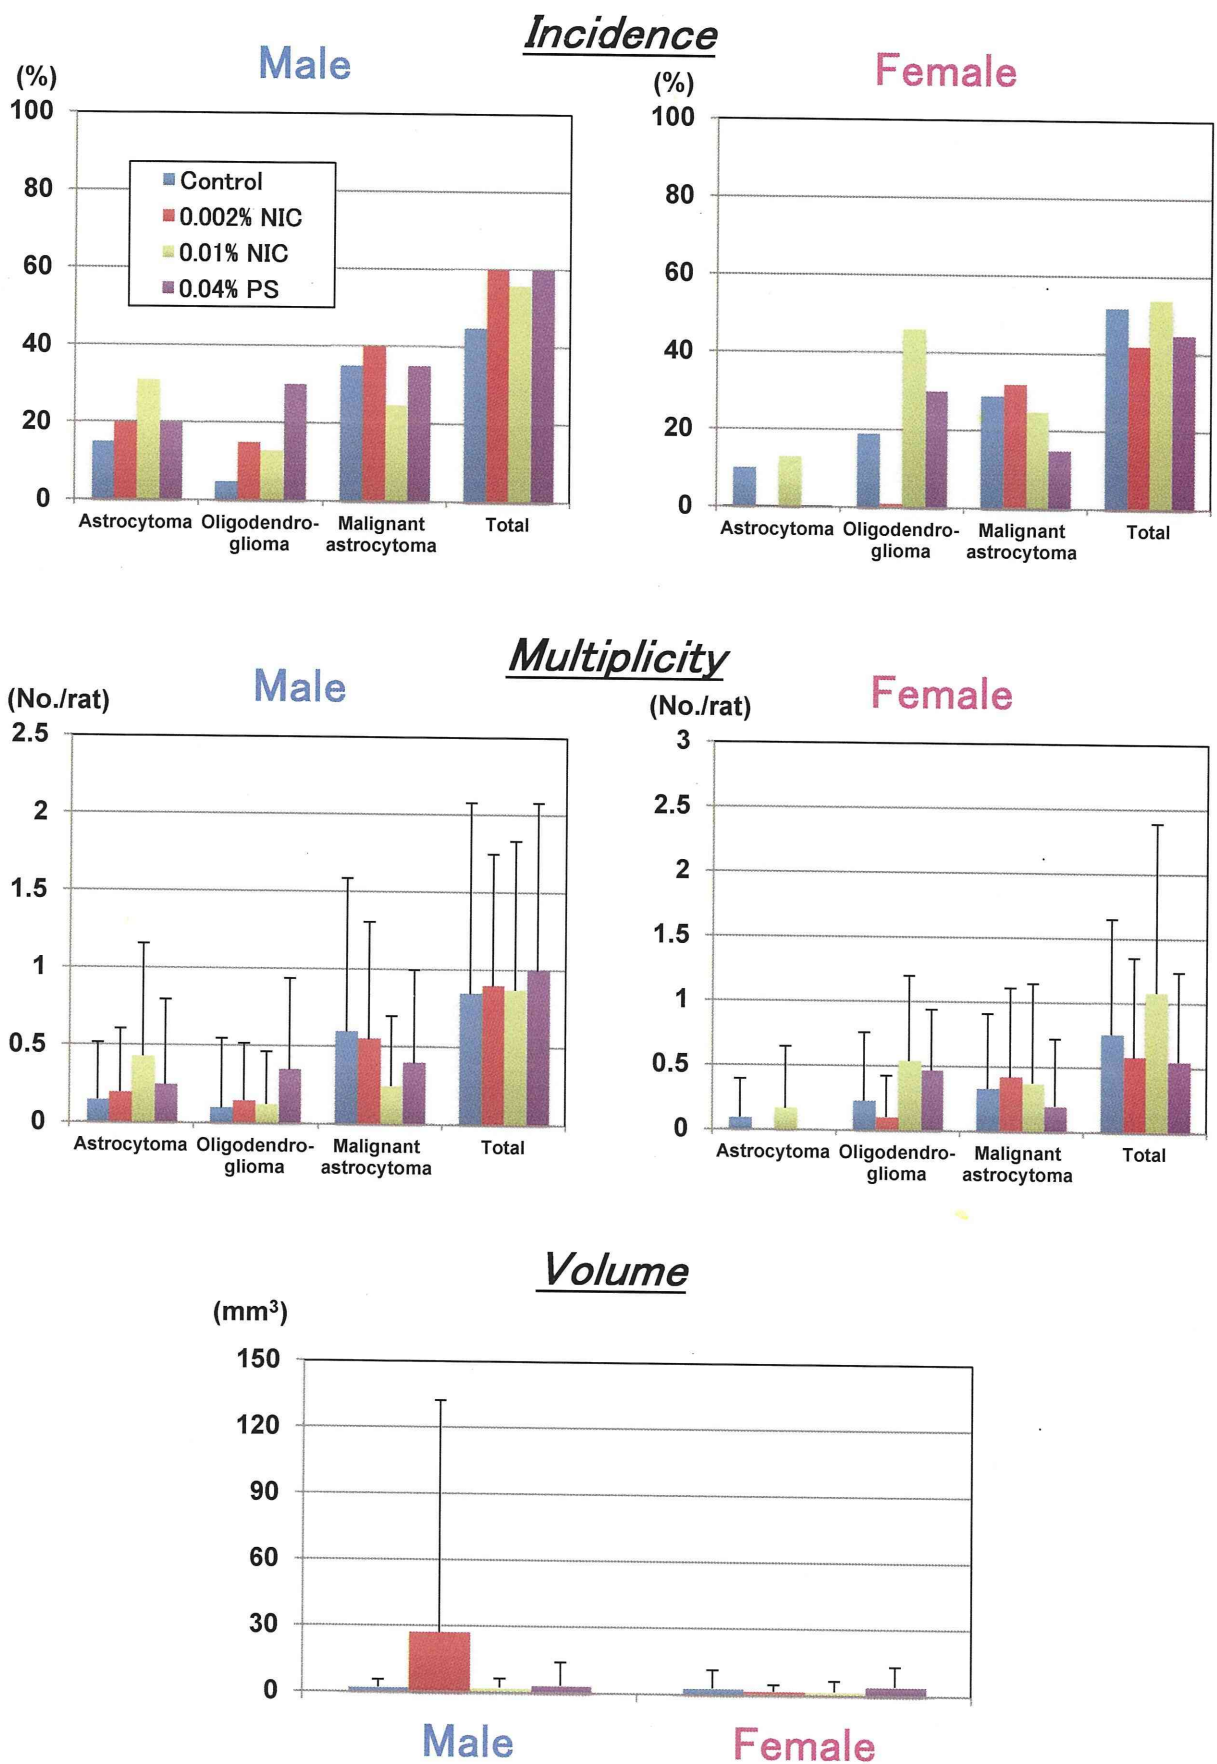 Incidence
Male
Female
(%)
(%)
100
80
60
40
20
0
Control
0.002% NIC
0.01% NIC
0.04% PS
Astrocytoma
Oligodendro-
glioma
Malignant
astrocytoma
Total
100
80
60
40
20
0
Astrocytoma
Oligodendro-
glioma
Malignant
astrocytoma
Total
Multiplicity
Male
Female
(No./rat)
(No./rat)
2.5
2
1.5
1
0.5
0
Astrocytoma
Oligodendro-
glioma
Malignant
astrocytoma
Total
3
2.5
2
1.5
1
0.5
0
Astrocytoma
Oligodendro-
glioma
Malignant
astrocytoma
Total
Volume
(mm³)
150
120
90
60
30
0
Male
Female